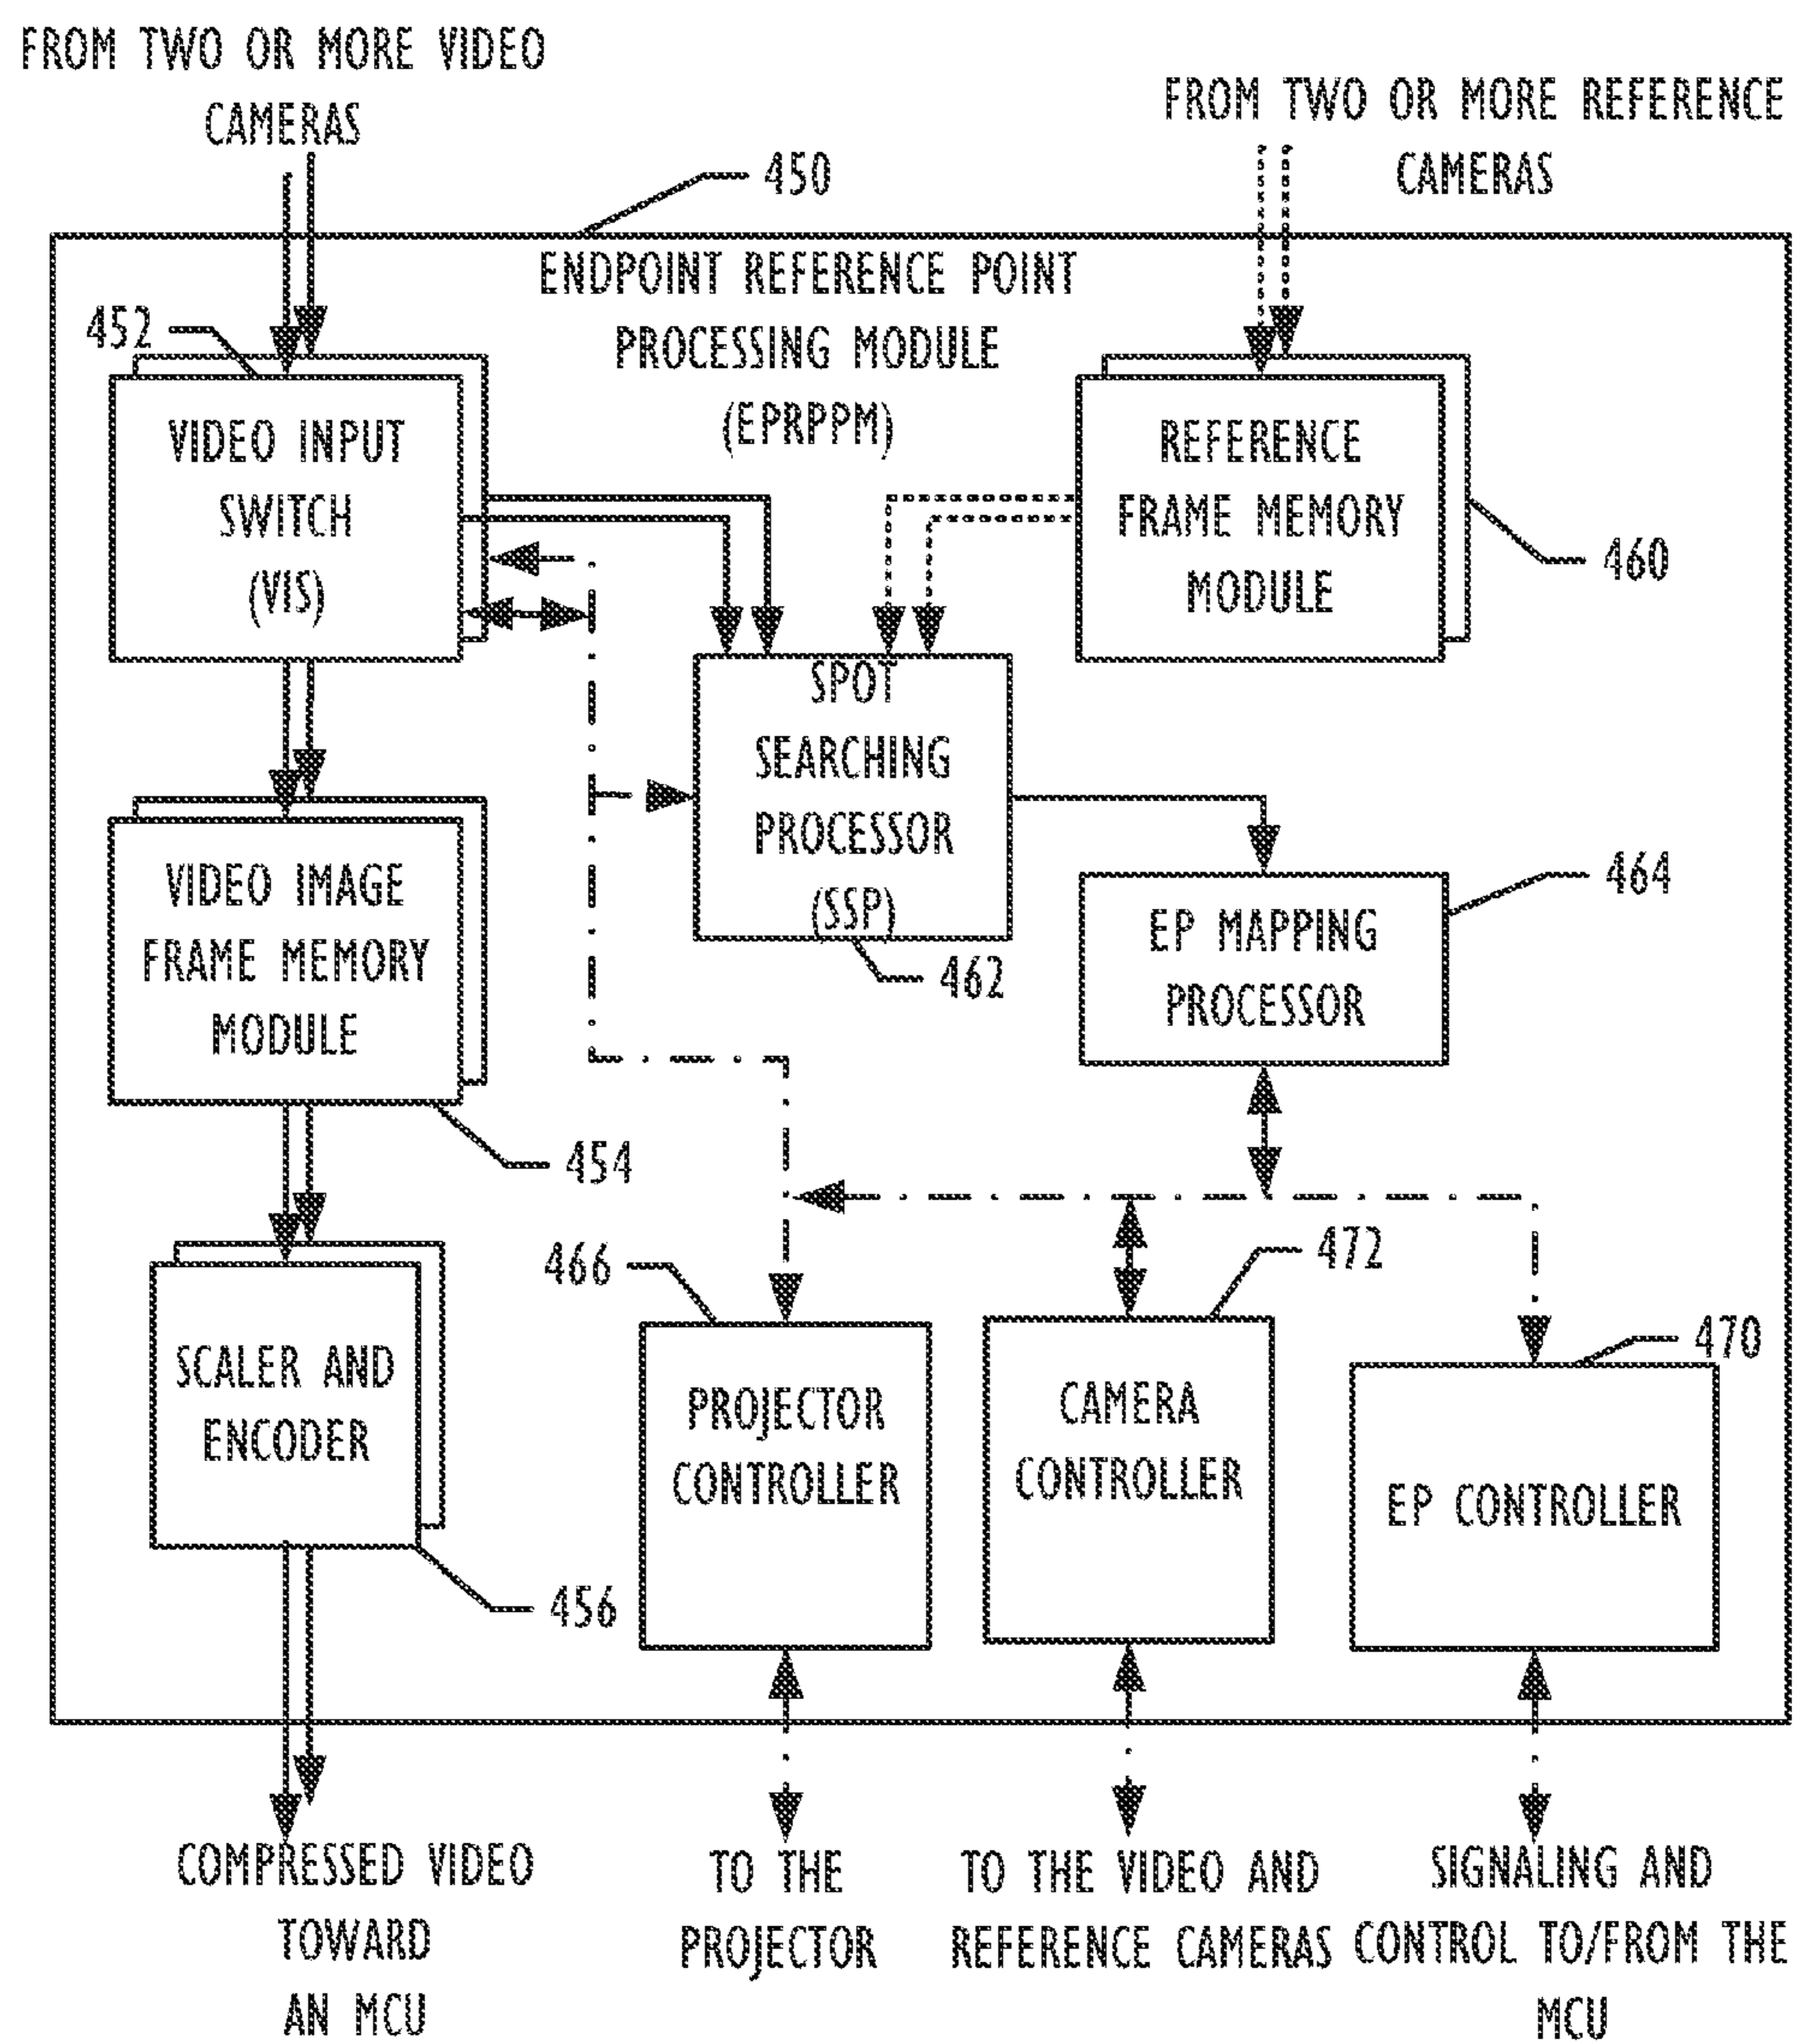 FROM TWO OR MORE VIDEO
CAMERAS
FROM TWO OR MORE REFERENCE
CAMERAS
450
ENDPOINT REFERENCE POINT
PROCESSING MODULE
(EPRPPM)
452
VIDEO INPUT
SWITCH
(VIS)
REFERENCE
FRAME MEMORY
MODULE
460
SPOT
SEARCHING
PROCESSOR
(SSP)
462
VIDEO IMAGE
FRAME MEMORY
MODULE
454
EP MAPPING
PROCESSOR
464
SCALER AND
ENCODER
456
466
PROJECTOR
CONTROLLER
472
CAMERA
CONTROLLER
470
EP CONTROLLER
COMPRESSED VIDEO
TOWARD
AN MCU
TO THE
PROJECTOR
TO THE VIDEO AND
REFERENCE CAMERAS
SIGNALING AND
CONTROL TO/FROM THE
MCU